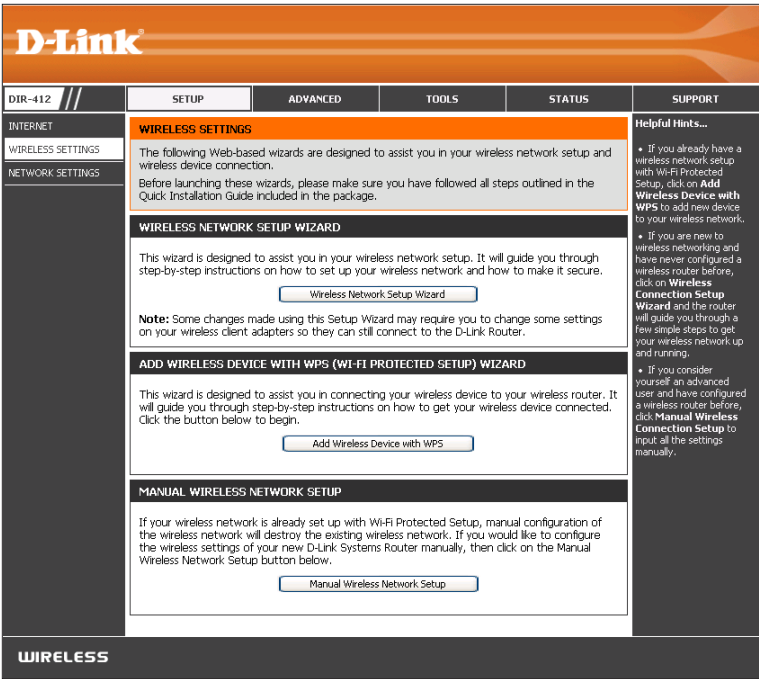 D-Link
DIR-412
SETUP
ADVANCED
TOOLS
STATUS
SUPPORT
INTERNET
WIRELESS SETTINGS
NETWORK SETTINGS
WIRELESS SETTINGS
The following Web-based wizards are designed to assist you in your wireless network setup and
wireless device connection.
Before launching these wizards, please make sure you have followed all steps outlined in the
Quick Installation Guide included in the package.
WIRELESS NETWORK SETUP WIZARD
This wizard is designed to assist you in your wireless network setup. It will guide you through
step-by-step instructions on how to set up your wireless network and how to make it secure.
Wireless Network Setup Wizard
Note: Some changes made using this Setup Wizard may require you to change some settings
on your wireless client adapters so they can still connect to the D-Link Router.
ADD WIRELESS DEVICE WITH WPS (WI-FI PROTECTED SETUP) WIZARD
This wizard is designed to assist you in connecting your wireless device to your wireless router. It
will guide you through step-by-step instructions on how to get your wireless device connected.
Click the button below to begin.
Add Wireless Device with WPS
MANUAL WIRELESS NETWORK SETUP
If your wireless network is already set up with Wi-Fi Protected Setup, manual configuration of
the wireless network will destroy the existing wireless network. If you would like to configure
the wireless settings of your new D-Link Systems Router manually, then click on the Manual
Wireless Network Setup button below.
Manual Wireless Network Setup
Helpful Hints...
• If you already have a
wireless network setup
with Wi-Fi Protected
Setup, click on Add
Wireless Device with
WPS to add new device
to your wireless network.
• If you are new to
wireless networking and
have never configured a
wireless router before,
click on Wireless
Connection Setup
Wizard and the router
will guide you through a
few simple steps to get
your wireless network up
and running.
• If you consider
yourself an advanced
user and have configured
a wireless router before,
click Manual Wireless
Connection Setup to
input all the settings
manually.
WIRELESS